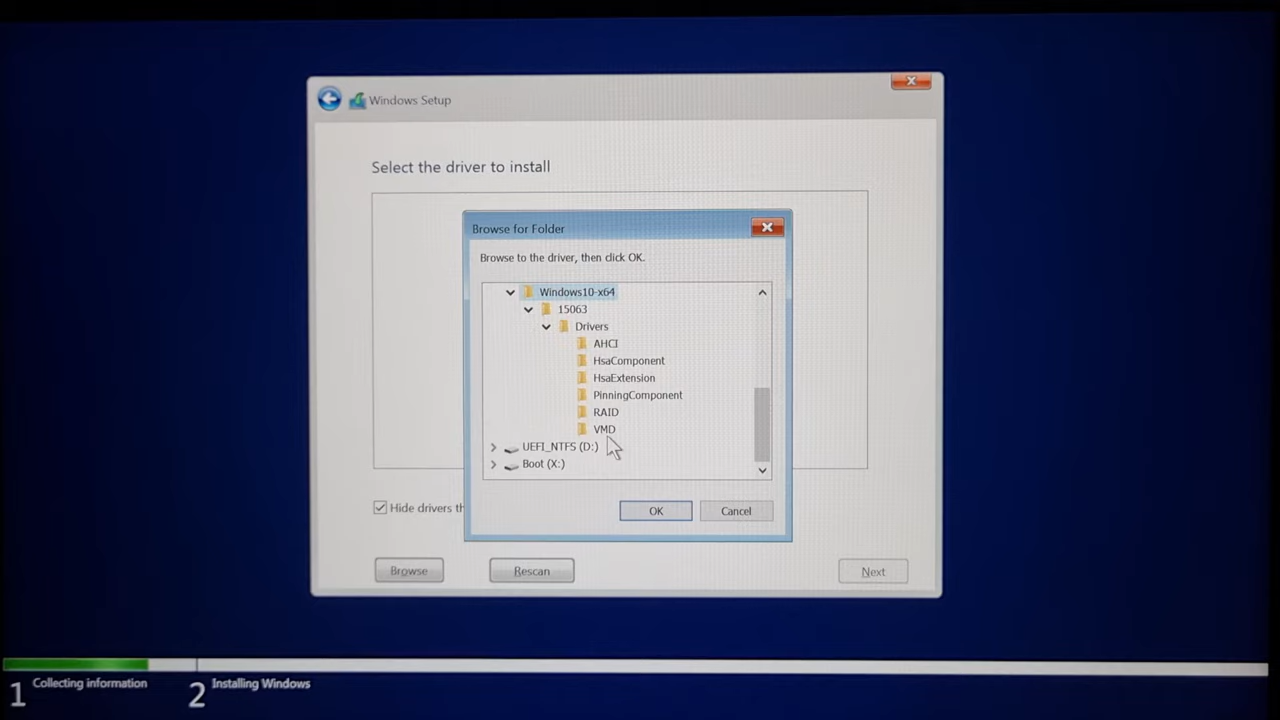 Windows Setup
Select the driver to install
Browse for Folder
Browse to the driver, then click OK.
Windows10-x64
15063
Drivers
AHCI
HsaComponent
HsaExtension
PinningComponent
RAID
VMD
UEFI_NTFS (D:)
Boot (X:)
OK Cancel
Hide drivers th
Browse Rescan Next
1 Collecting information 2 Installing Windows